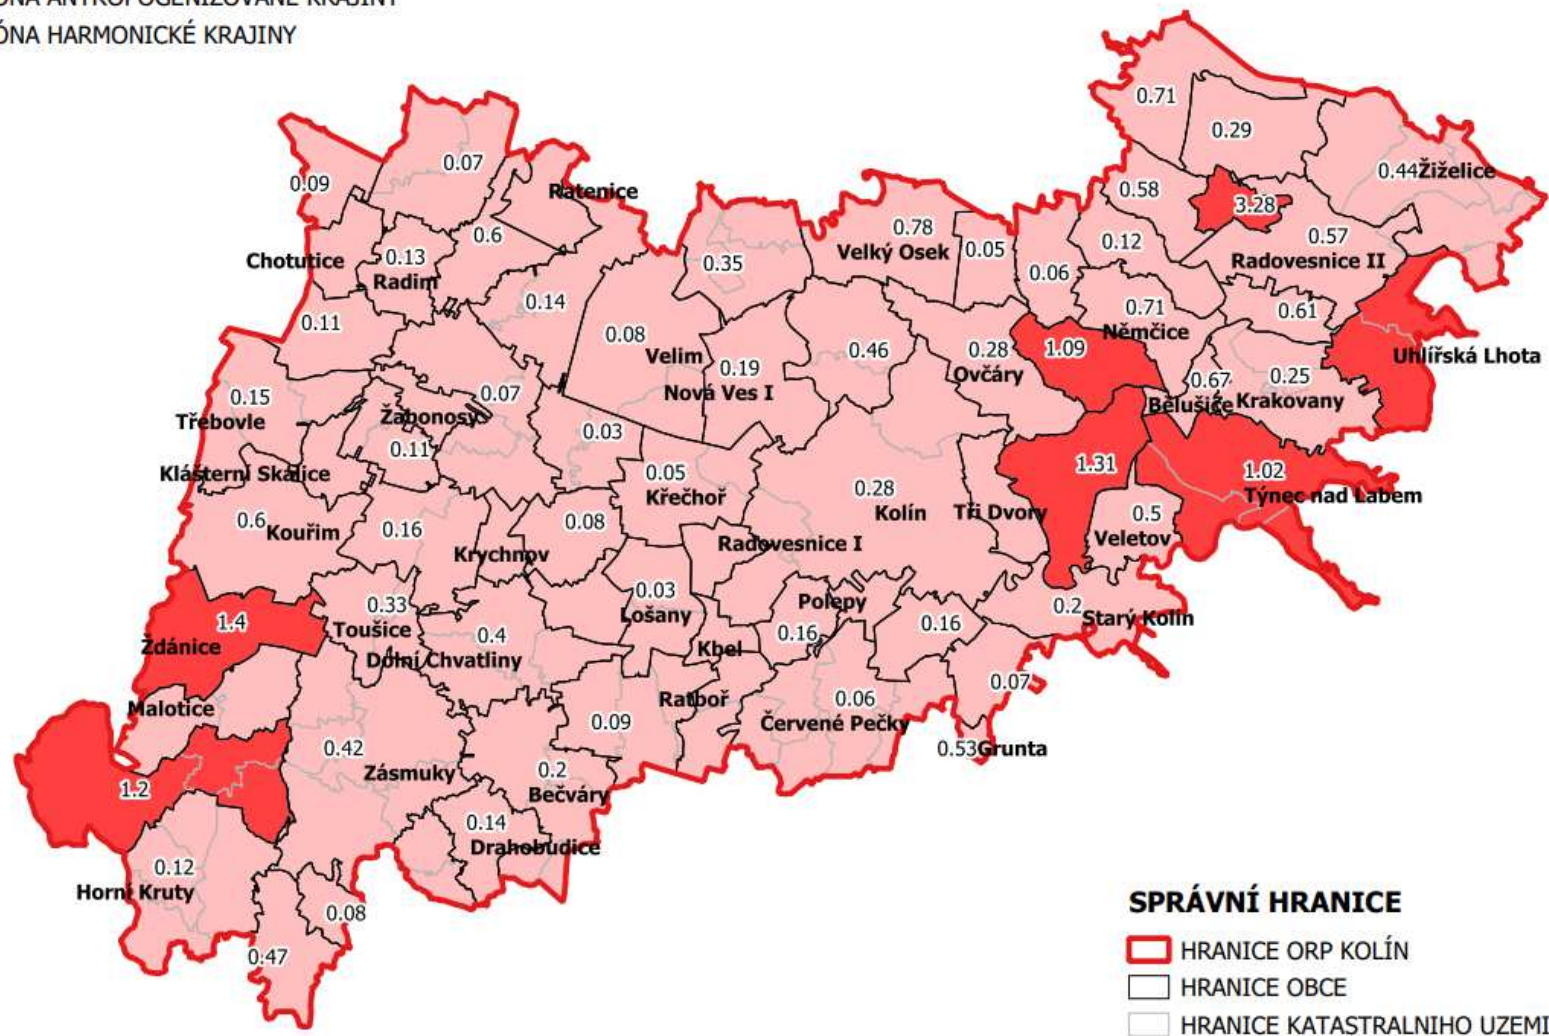 ÓNA ANTROPOGENIZOVANÉ KRAJINY
ÓNA HARMONICKÉ KRAJINY
0.71
0.29
0.07
0.09
0.44 Žiželice
Ratenice
0.58
3.28
0.78
0.6
0.57
Velký Osek
0.05
0.12
Chotutice
0.13
0.35
Radovesnice II
Radim
0.06
0.14
0.71
0.61
0.11
0.08
Němčice
Velim
0.46
0.28
1.09
Uhlířská Lhota
0.19
Ovčáry
0.67
0.25
0.15
0.07
Nová Ves I
Bělušice
Krakovany
Třebovle
Žabonosy
0.03
0.11
Klášterní Skalice
0.05
1.31
1.02
Křečhoř
0.28
Týnec nad Labem
0.6
Kouřim
0.16
0.08
Kolín
Tři Dvory
0.5
Veletov
Krychnov
Radovesnice I
0.03
0.33
Lošany
Polepy
0.2
Starý Kolín
1.4
Toušice
0.4
0.16
0.16
Ždánice
Dolní Chvatliny
Kbel
0.07
Malotice
Ratboř
0.06
0.09
Červené Pečky
0.42
0.53 Grunta
Zásmuky
0.2
1.2
Bečváry
0.14
Drahobudice
0.12
Horní Kruty
0.08
0.47
SPRÁVNÍ HRANICE
HRANICE ORP KOLÍN
HRANICE OBCE
HRANICE KATASTRALNIHO UZEMI